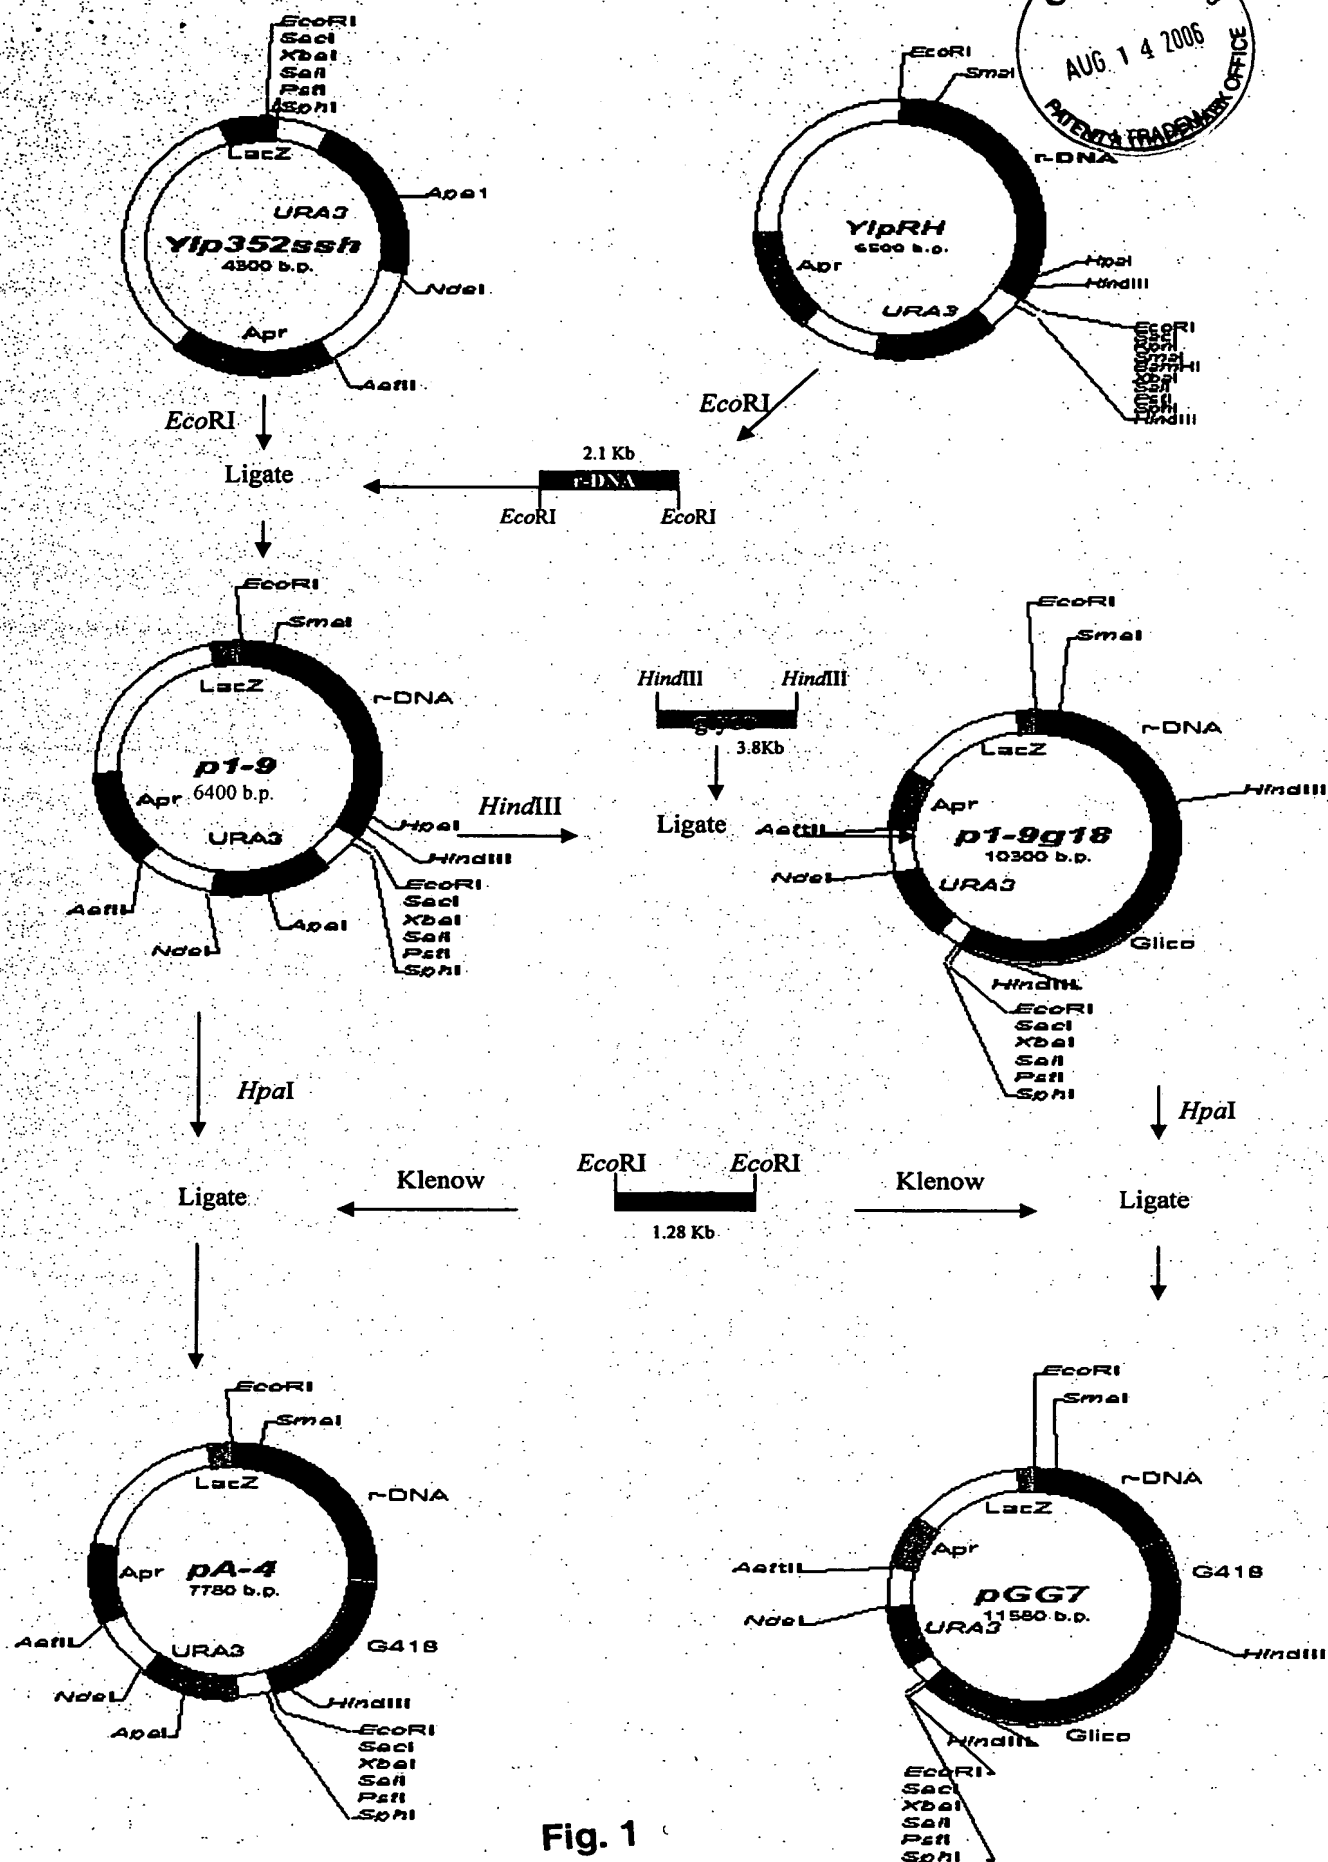 AUG 14 2006
PATENT & TRADEMARK OFFICE
EcoRI
SacI
XbaI
SalI
PstI
SphI
LacZ
URA3
ApaI
YIp352ssh
4300 b.p.
NdeI
Apr
AatII
EcoRI
SmaI
r-DNA
YIpRH
6500 b.p.
Apr
HpaI
HindIII
URA3
EcoRI
SmaI
BamHI
XbaI
SphI
HindIII
EcoRI
Ligate
EcoRI
2.1 Kb
r-DNA
EcoRI EcoRI
EcoRI
SmaI
LacZ
r-DNA
p1-9
6400 b.p.
Apr
URA3
HpaI
HindIII
EcoRI
SacI
XbaI
SalI
PstI
SphI
AatII
NdeI
ApaI
HindIII
HindIII HindIII
3.8Kb
Ligate
EcoRI
SmaI
LacZ
r-DNA
HindIII
Apr
p1-9g18
10300 b.p.
NdeI
URA3
Glico
HindIII
EcoRI
SacI
XbaI
SalI
PstI
SphI
HpaI
HpaI
EcoRI EcoRI
Klenow
1.28 Kb
Klenow
Ligate
Ligate
EcoRI
SmaI
LacZ
r-DNA
Apr
pA-4
7780 b.p.
AatII
URA3
G418
NdeI
ApaI
HindIII
EcoRI
SacI
XbaI
SalI
PstI
SphI
EcoRI
SmaI
LacZ
r-DNA
Apr
G418
pGG7
11580 b.p.
NdeI
URA3
HindIII
Glico
HindIII
EcoRI
SacI
XbaI
SalI
PstI
SphI
Fig. 1